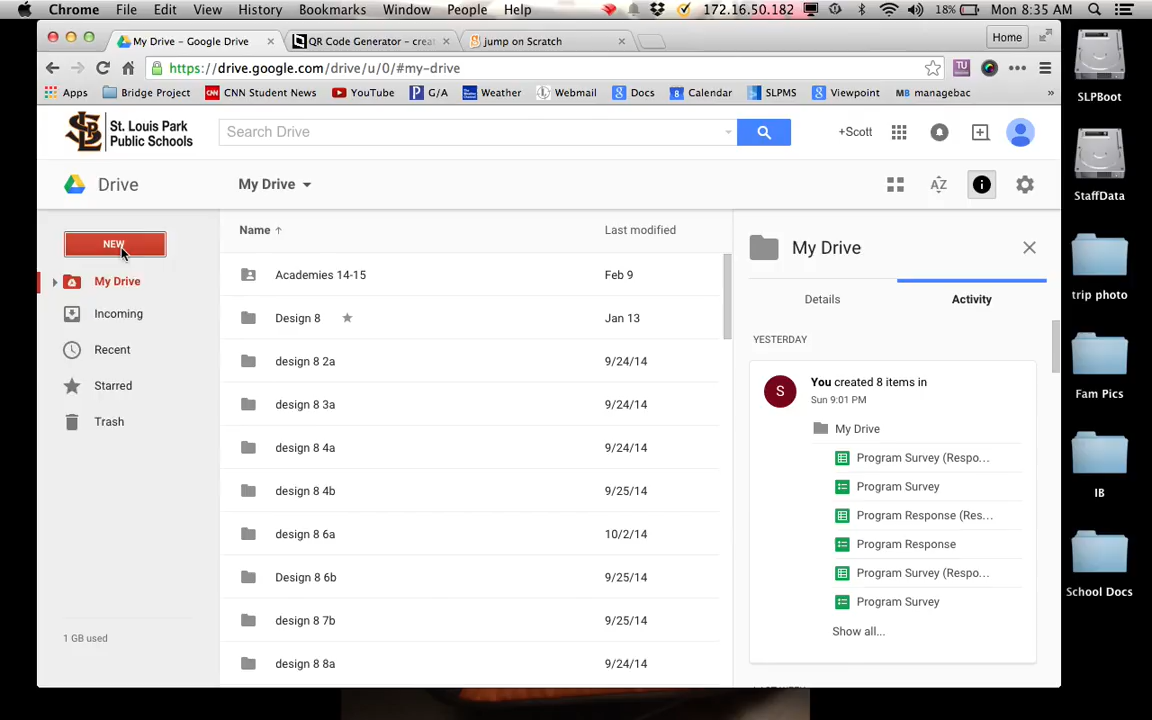 Chrome File Edit View History Bookmarks Window People Help 172.16.50.182 18% Mon 8:35 AM
My Drive - Google Drive QR Code Generator - crea jump on Scratch Home
https://drive.google.com/drive/u/0/#my-drive
Apps Bridge Project CNN Student News YouTube G/A Weather Webmail Docs Calendar SLPMS Viewpoint MB managebac »
St. Louis Park
Public Schools
Search Drive
+Scott
Drive
My Drive
AZ
NEW
My Drive
Incoming
Recent
Starred
Trash
1 GB used
Name Last modified
Academies 14-15 Feb 9
Design 8 Jan 13
design 8 2a 9/24/14
design 8 3a 9/24/14
design 8 4a 9/24/14
design 8 4b 9/25/14
design 8 6a 10/2/14
Design 8 6b 9/25/14
design 8 7b 9/25/14
design 8 8a 9/24/14
My Drive
Details Activity
YESTERDAY
S
You created 8 items in
Sun 9:01 PM
My Drive
Program Survey (Respo...
Program Survey
Program Response (Res...
Program Response
Program Survey (Respo...
Program Survey
Show all...
SLPBoot
StaffData
trip photo
Fam Pics
IB
School Docs